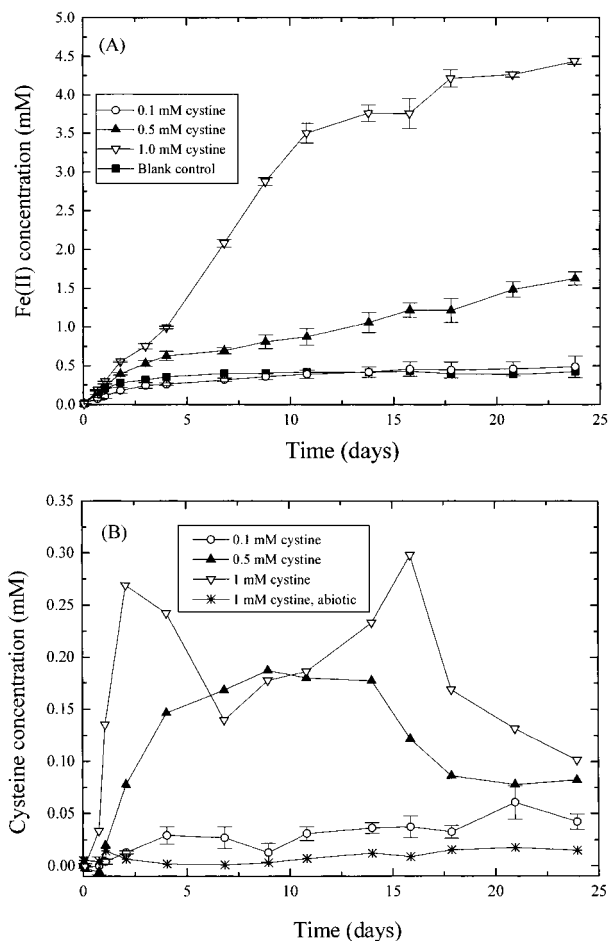 (A)
5.0
4.5
4.0
3.5
3.0
2.5
2.0
1.5
1.0
0.5
0.0
Fe(II) concentration (mM)
0.1 mM cystine
0.5 mM cystine
1.0 mM cystine
Blank control
0 5 10 15 20 25
Time (days)
(B)
0.35
0.30
0.25
0.20
0.15
0.10
0.05
0.00
Cysteine concentration (mM)
0.1 mM cystine
0.5 mM cystine
1 mM cystine
1 mM cystine, abiotic
0 5 10 15 20 25
Time (days)